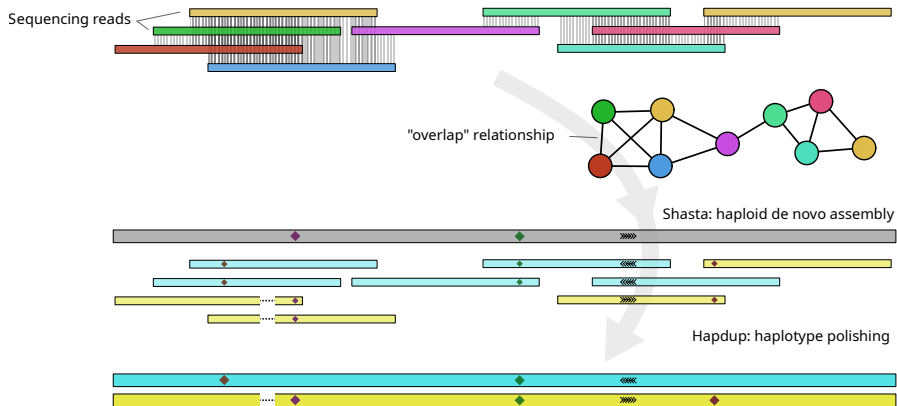 Sequencing reads
"overlap" relationship
Shasta: haploid de novo assembly
Hapdup: haplotype polishing